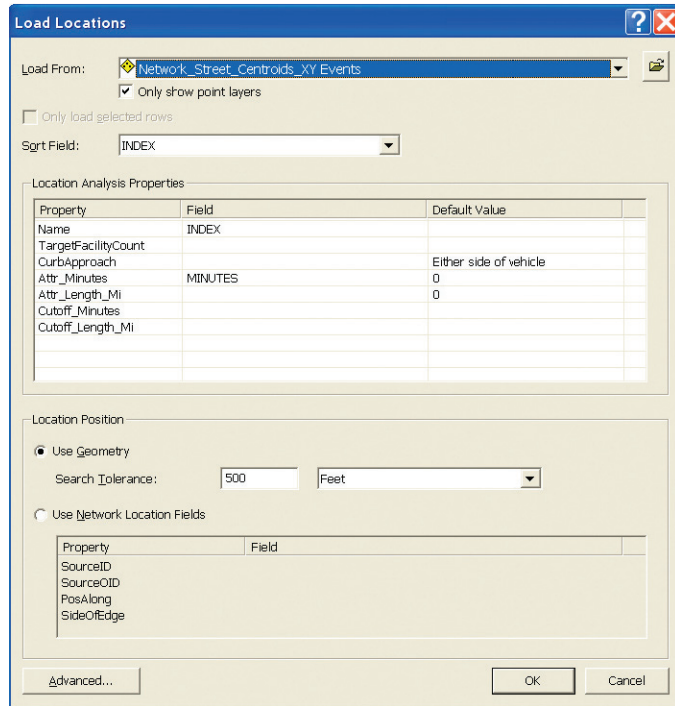 Load Locations
Load From: Network_Street_Centroids_XY Events
Only show point layers
Only load selected rows
Sort Field: INDEX
Location Analysis Properties
Property Field Default Value
Name INDEX
TargetFacilityCount
CurbApproach Either side of vehicle
Attr_Minutes MINUTES 0
Attr_Length_Mi 0
Cutoff_Minutes
Cutoff_Length_Mi
Location Position
Use Geometry
Search Tolerance: 500 Feet
Use Network Location Fields
Property Field
SourceID
SourceOID
PosAlong
SideOfEdge
Advanced... OK Cancel